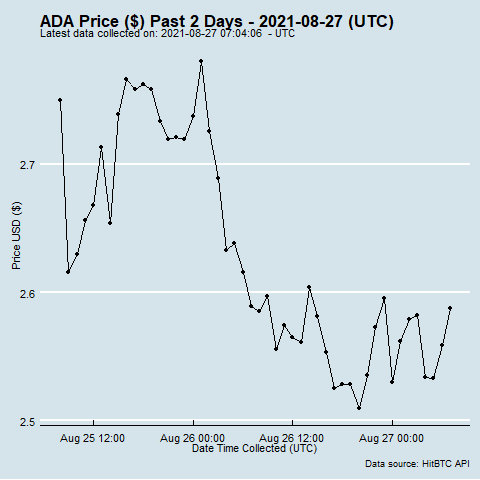 ADA Price ($) Past 2 Days - 2021-08-27 (UTC)
Latest data collected on: 2021-08-27 07:04:06  - UTC
Price USD ($)
2.7
2.6
2.5
Aug 25 12:00 Aug 26 00:00 Aug 26 12:00 Aug 27 00:00
Date Time Collected (UTC)
Data source: HitBTC API